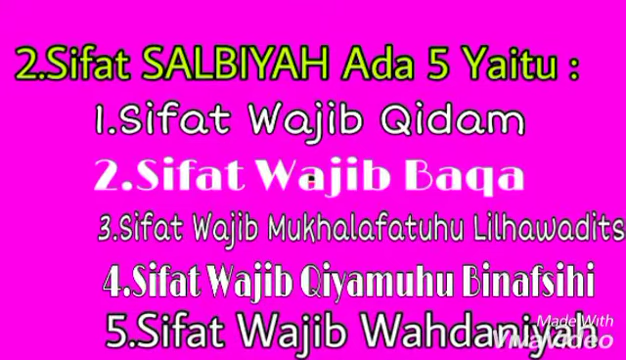 2.Sifat SALBIYAH Ada 5 Yaitu :
1.Sifat Wajib Qidam
2.Sifat Wajib Baqa
3.Sifat Wajib Mukhalafatuhu Lilhawadits
4.Sifat Wajib Qiyamuhu Binafsihi
5.Sifat Wajib Wahdaniyah
Made With
VivaVideo